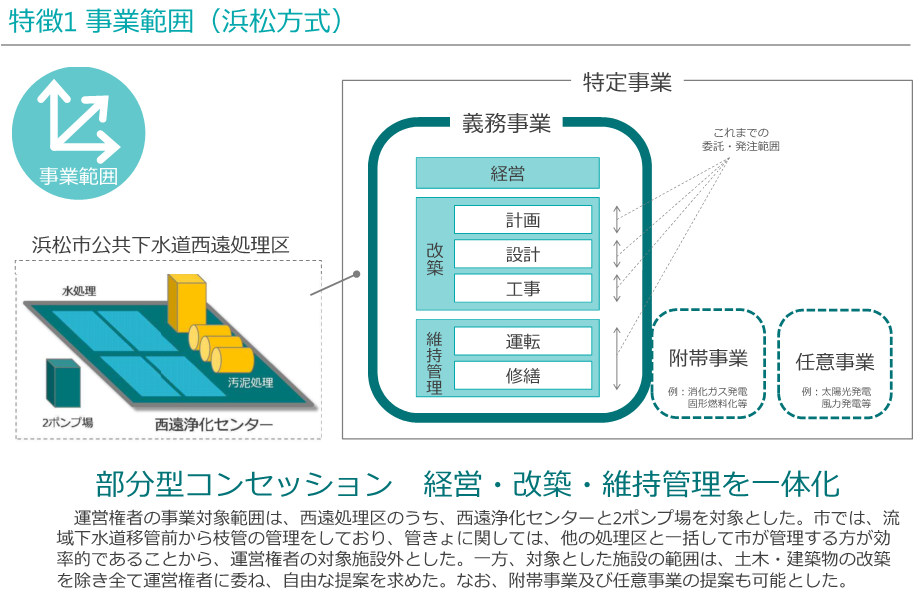 特徴1 事業範囲（浜松方式）
事業範囲
浜松市公共下水道西遠処理区
水処理
汚泥処理
2ポンプ場
西遠浄化センター
特定事業
義務事業
経営
改築
計画
設計
工事
維持管理
運転
修繕
これまでの
委託・発注範囲
附帯事業
例：消化ガス発電
固形燃料化等
任意事業
例：太陽光発電
風力発電等
部分型コンセッション　経営・改築・維持管理を一体化
運営権者の事業対象範囲は、西遠処理区のうち、西遠浄化センターと2ポンプ場を対象とした。市では、流
域下水道移管前から枝管の管理をしており、管きょに関しては、他の処理区と一括して市が管理する方が効
率的であることから、運営権者の対象施設外とした。一方、対象とした施設の範囲は、土木・建築物の改築
を除き全て運営権者に委ね、自由な提案を求めた。なお、附帯事業及び任意事業の提案も可能とした。